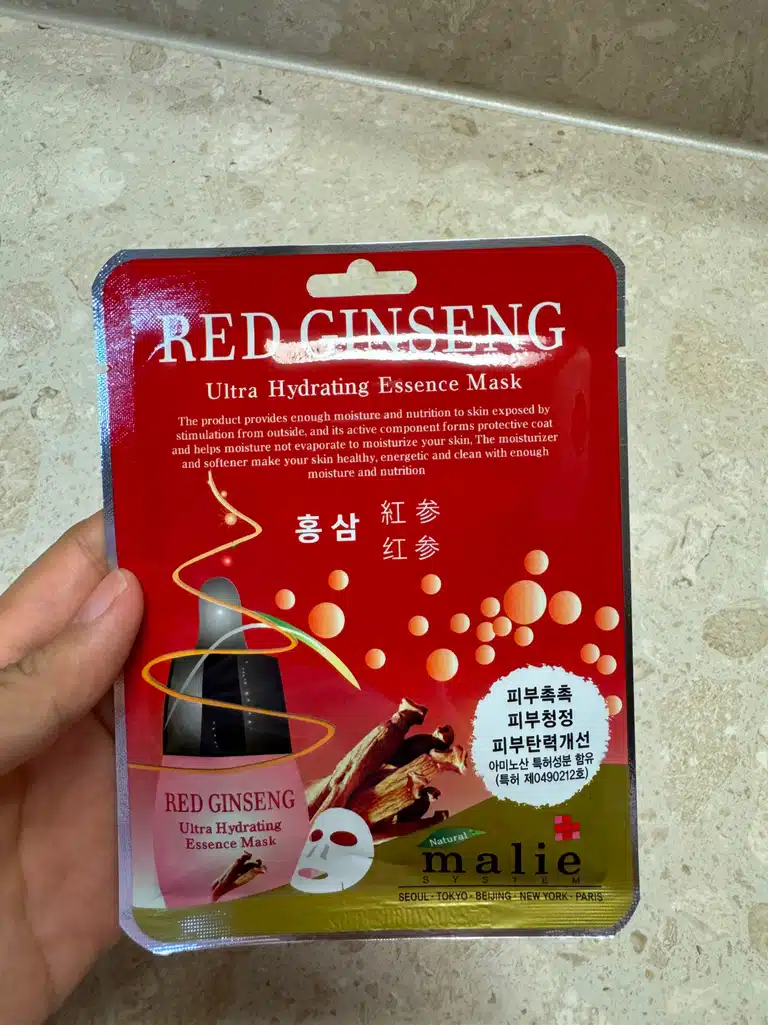 RED GINSENG
Ultra Hydrating Essence Mask
The product provides enough moisture and nutrition to skin exposed by
stimulation from outside, and its active component forms protective coat
and helps moisture not evaporate to moisturize your skin, The moisturizer
and softener make your skin healthy, energetic and clean with enough
moisture and nutrition
홍삼
紅参
红参
피부촉촉
피부청정
피부탄력개선
아미노산 특허성분 함유
(특허 제0490212호)
RED GINSENG
Ultra Hydrating
Essence Mask
Natural
malie
SYSTEM
SEOUL · TOKYO · BEIJING · NEW YORK · PARIS